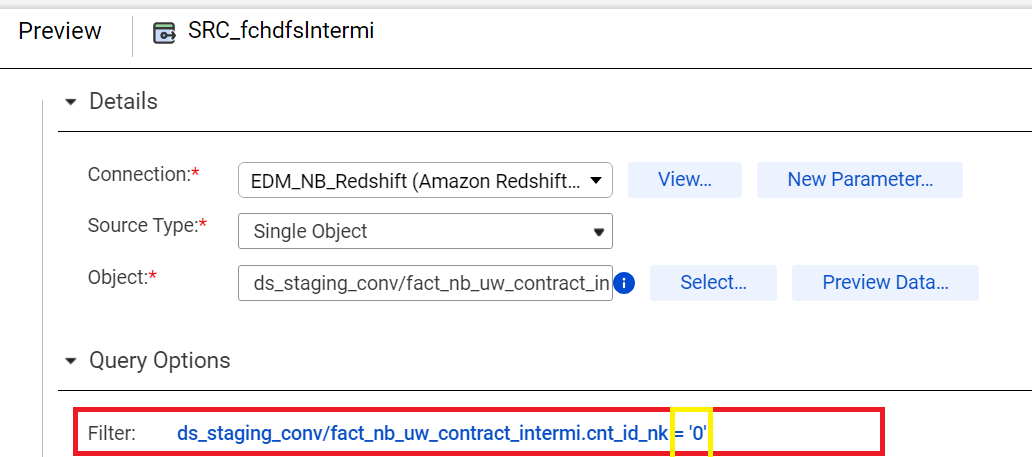 Preview
SRC_fchdfsIntermi
Details
Connection:*
EDM_NB_Redshift (Amazon Redshift...
View...
New Parameter...
Source Type:*
Single Object
Object:*
ds_staging_conv/fact_nb_uw_contract_in
i
Select...
Preview Data...
Query Options
Filter:
ds_staging_conv/fact_nb_uw_contract_intermi.cnt_id_nk = '0'